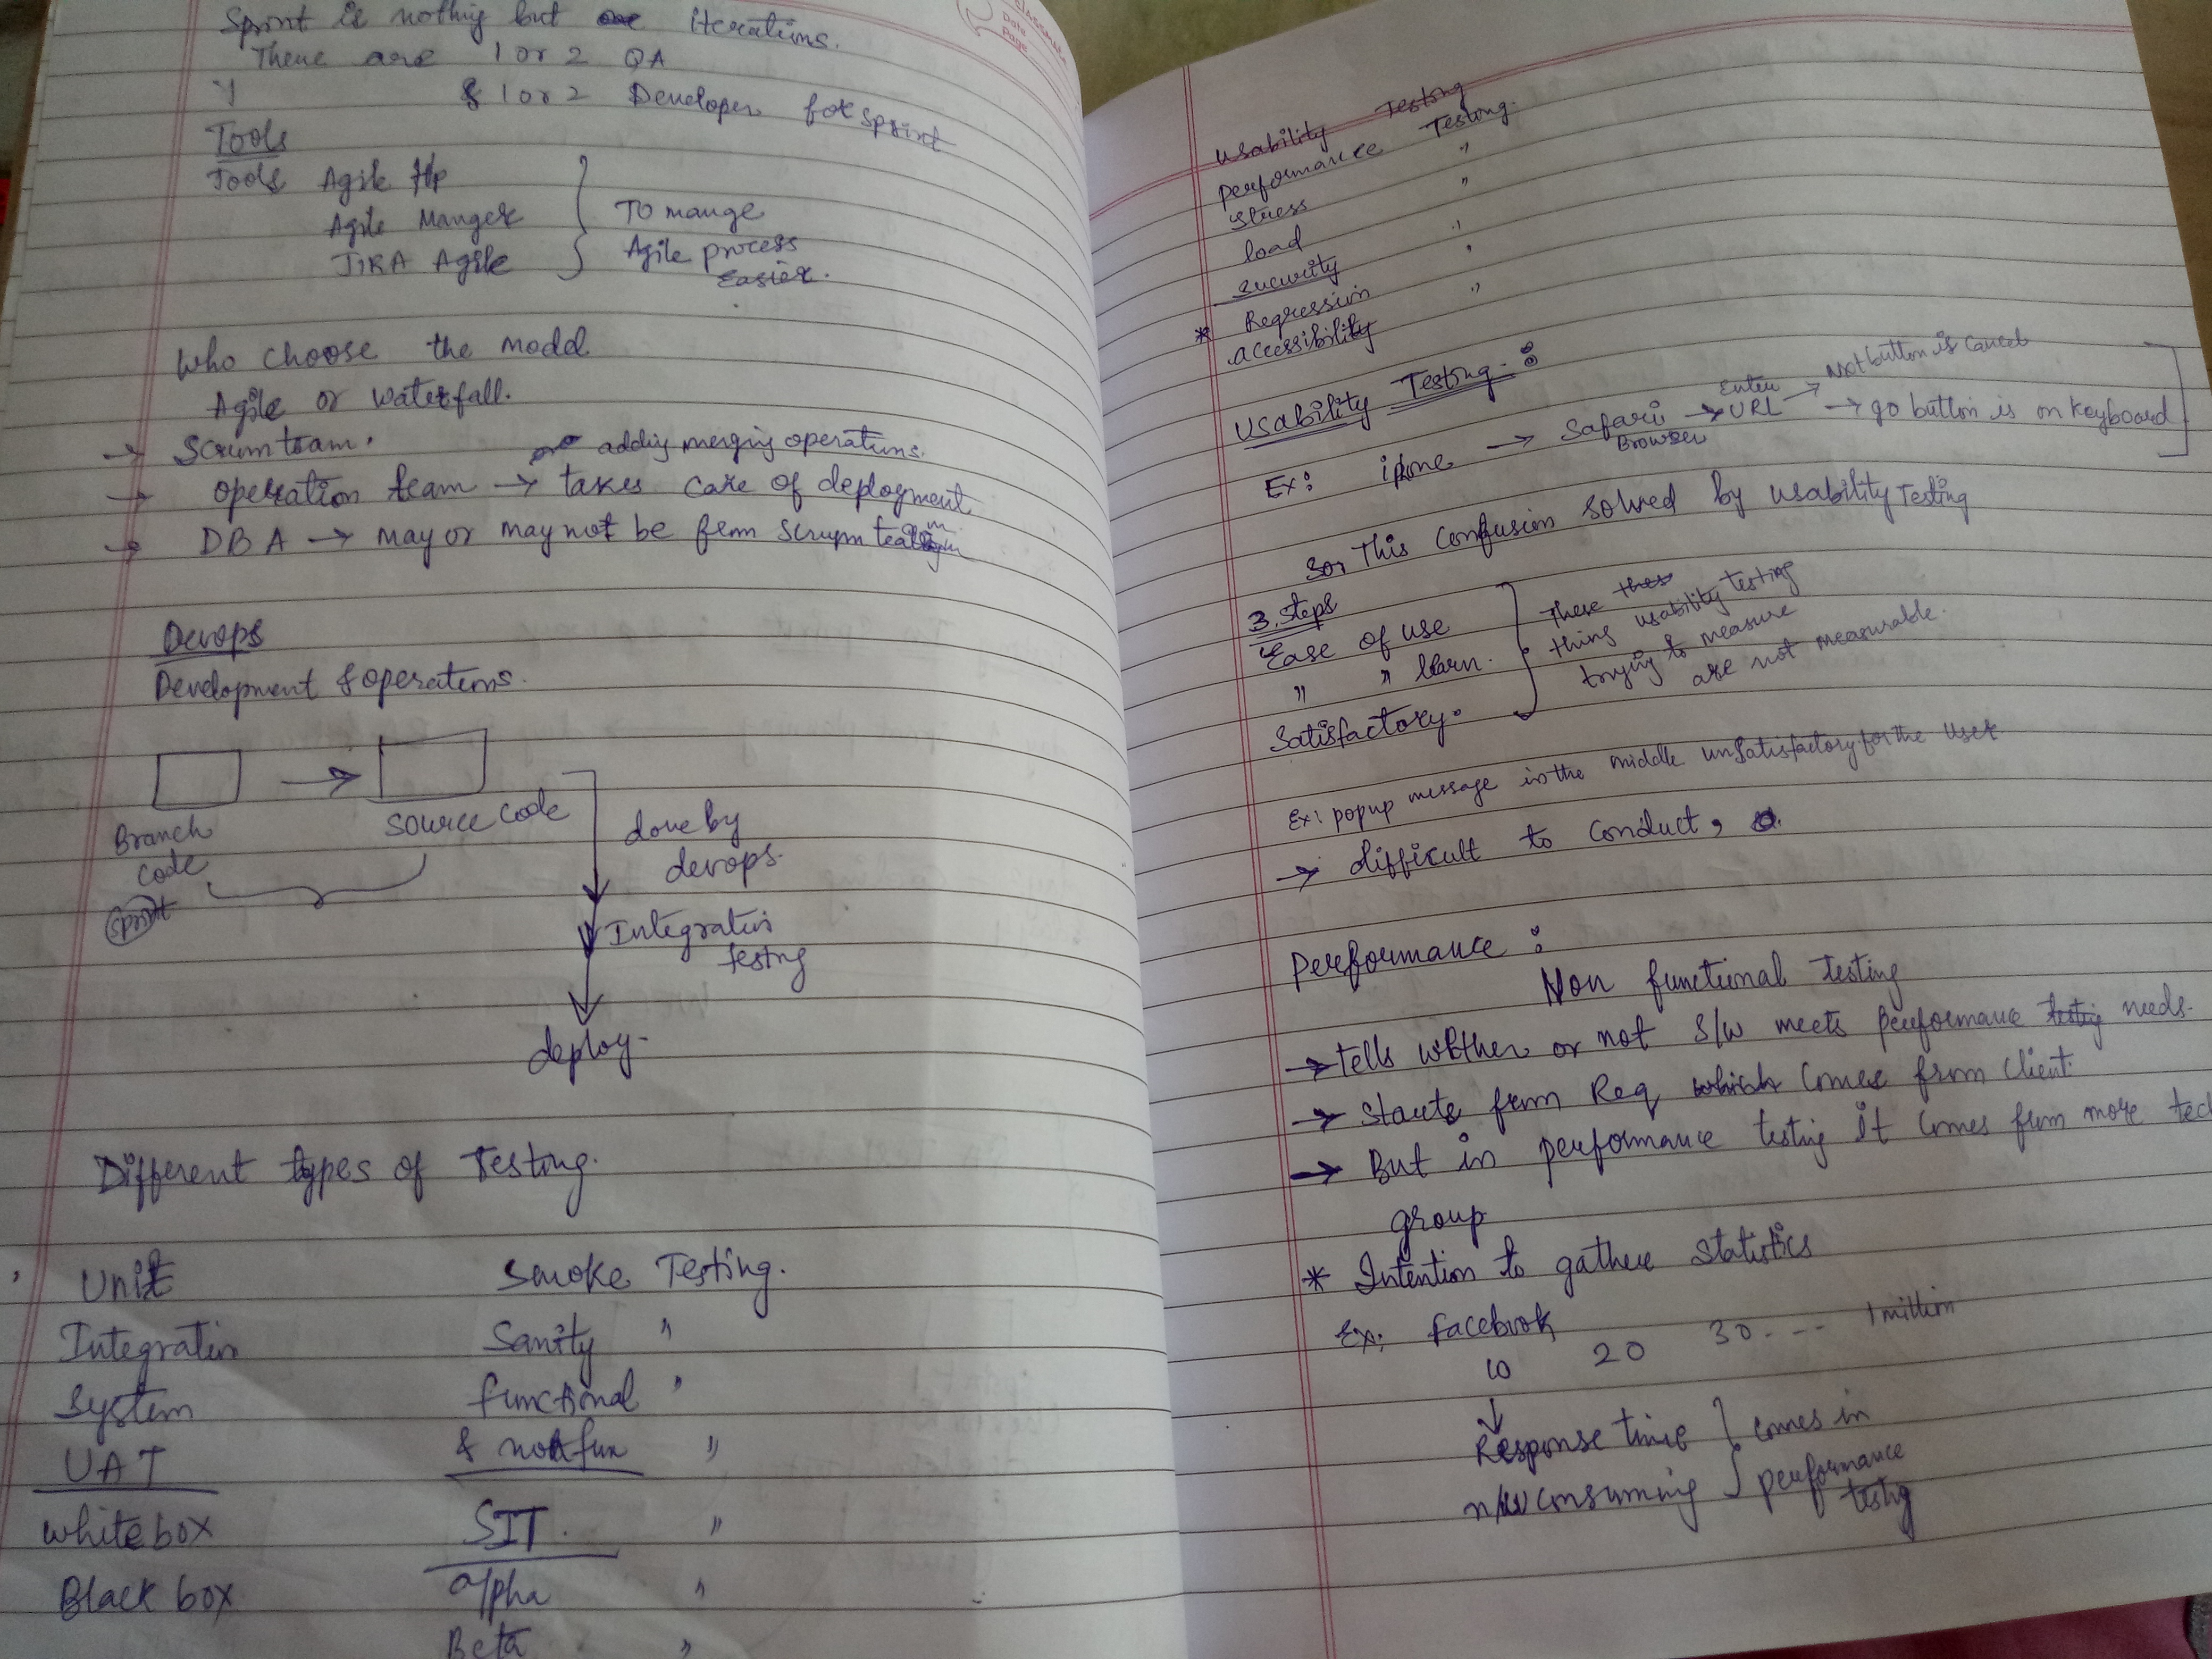 Sprint is nothing but iterations.
There are 1 or 2 QA
& 1 or 2 Developer for sprint
Tools
Tools Agile Hp
Agile Manger
JIRA Agile
To mange
Agile process
Easier.
Who choose the model
Agile or waterfall.
→ Scrum team.
adding merging operations.
→ operation team → takes care of deployment
→ DBA → may or may not be from scrum team
Devops
Development & operations.
Branch
code
Sprint
source code
done by
devops.
Integration
testing
deploy.
Different types of Testing.
Unit Smoke Testing.
Integration Sanity "
System functional "
UAT & non fun "
white box SIT. "
Black box alpha "
Beta "
classmate
Date
Page
Usability Testing
performance Testing.
stress "
load "
security "
* Regression "
accessibility "
Usability Testing :
Ex: iphone → Safari Browser → Enter URL → Not button is cancel
→ go button is on keyboard
So, This confusion solved by usability Testing
3. Steps
Ease of use
" " learn.
Satisfactory.
These
thing usability testing
trying to measure
are not measurable.
Ex: popup message in the middle unsatisfactory for the user
→ difficult to conduct,
Performance :
Non functional testing
→ tells whther or not S/w meets performance testing needs.
→ starts from Req which comes from client.
→ But in performance testing it comes from more tec
group
* Intention to gather statistics
Ex: facebook
10 20 30. - - 1 million
↓
Response time
n/w consuming
comes in
performance
testing